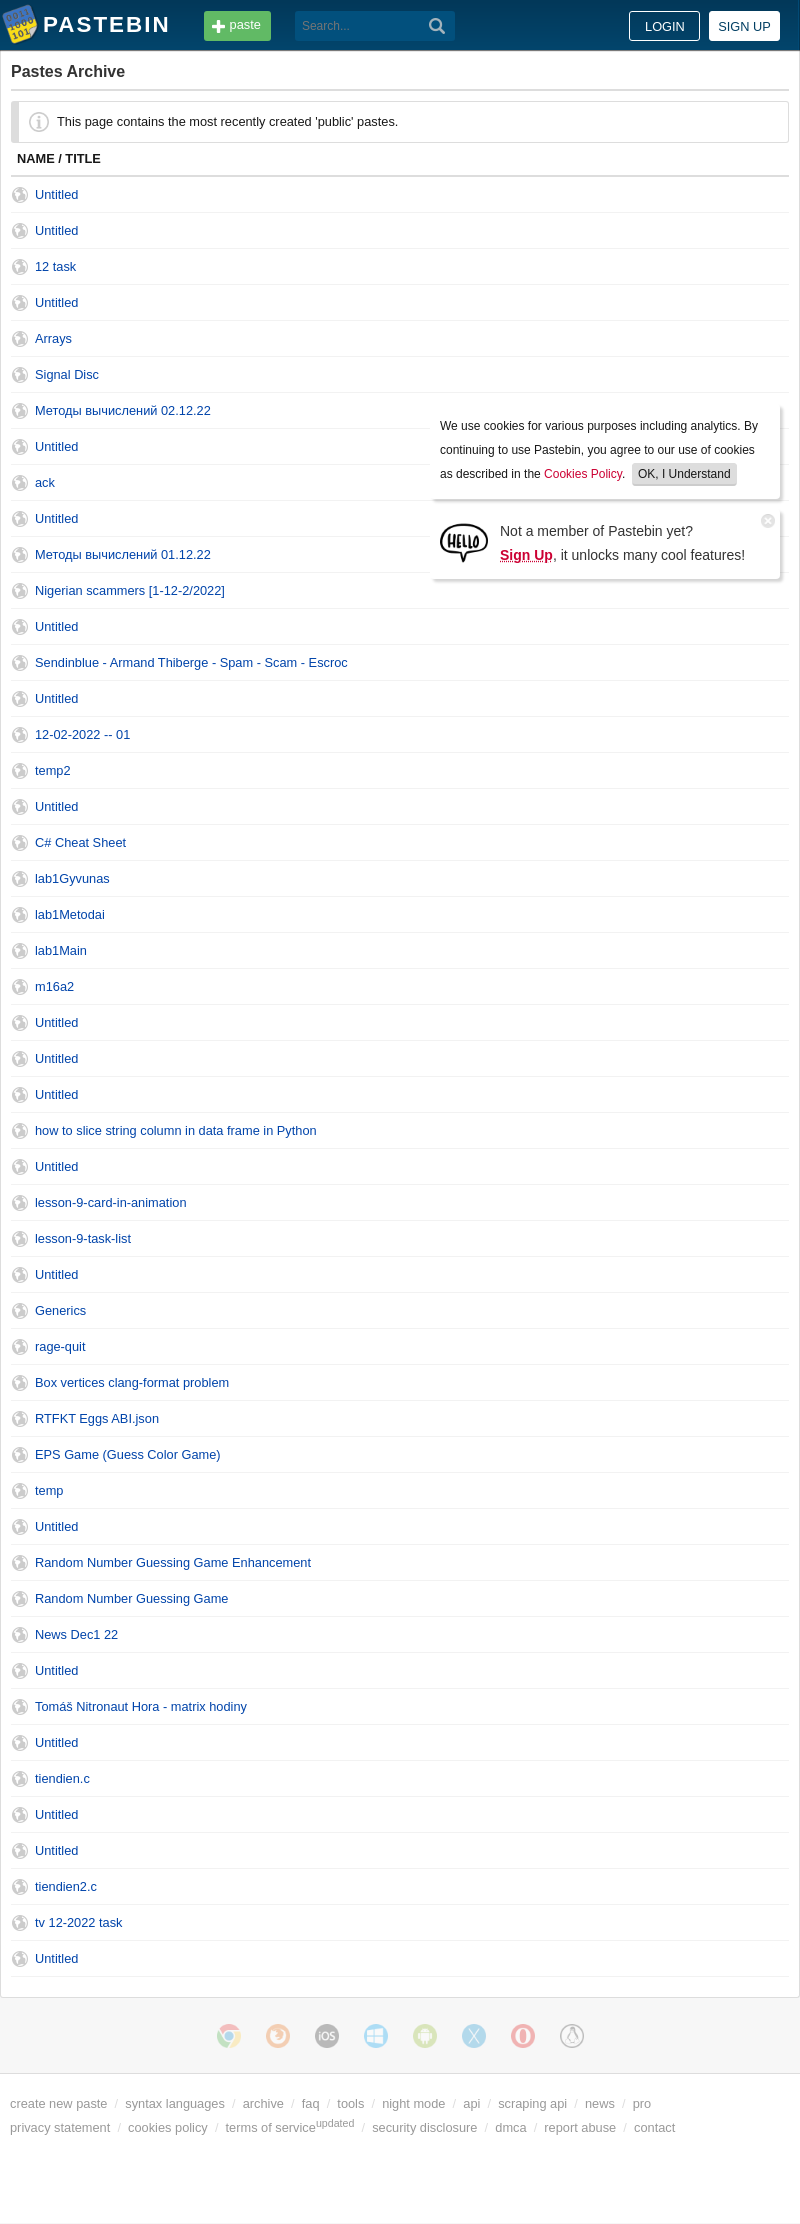 PASTEBIN paste Search... LOGIN SIGN UP
Pastes Archive
This page contains the most recently created 'public' pastes.
NAME / TITLE
Untitled
Untitled
12 task
Untitled
Arrays
Signal Disc
Методы вычислений 02.12.22
Untitled
ack
Untitled
Методы вычислений 01.12.22
Nigerian scammers [1-12-2/2022]
We use cookies for various purposes including analytics. By
continuing to use Pastebin, you agree to our use of cookies
as described in the Cookies Policy. OK, I Understand
HELLO
Not a member of Pastebin yet?
Sign Up, it unlocks many cool features!
Untitled
Sendinblue - Armand Thiberge - Spam - Scam - Escroc
Untitled
12-02-2022 -- 01
temp2
Untitled
C# Cheat Sheet
lab1Gyvunas
lab1Metodai
lab1Main
m16a2
Untitled
Untitled
Untitled
how to slice string column in data frame in Python
Untitled
lesson-9-card-in-animation
lesson-9-task-list
Untitled
Generics
rage-quit
Box vertices clang-format problem
RTFKT Eggs ABI.json
EPS Game (Guess Color Game)
temp
Untitled
Random Number Guessing Game Enhancement
Random Number Guessing Game
News Dec1 22
Untitled
Tomáš Nitronaut Hora - matrix hodiny
Untitled
tiendien.c
Untitled
Untitled
tiendien2.c
tv 12-2022 task
Untitled
iOS
create new paste / syntax languages / archive / faq / tools / night mode / api / scraping api / news / pro
privacy statement / cookies policy / terms of service updated / security disclosure / dmca / report abuse / contact